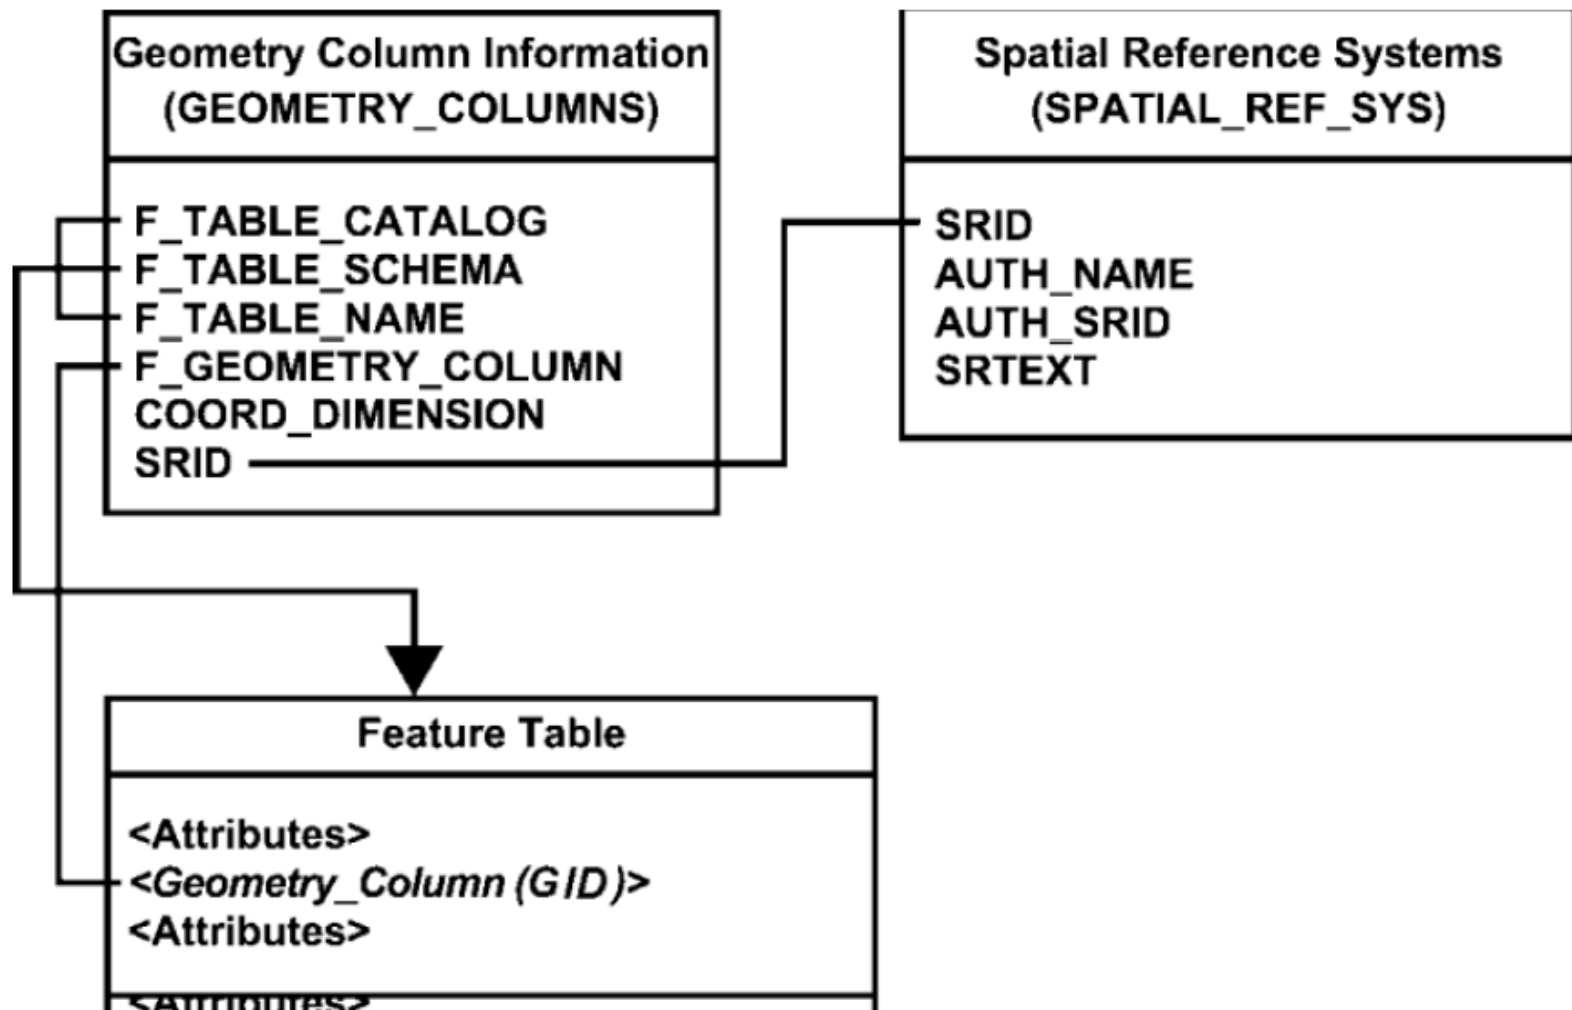 Geometry Column Information
(GEOMETRY_COLUMNS)
F_TABLE_CATALOG
F_TABLE_SCHEMA
F_TABLE_NAME
F_GEOMETRY_COLUMN
COORD_DIMENSION
SRID
Spatial Reference Systems
(SPATIAL_REF_SYS)
SRID
AUTH_NAME
AUTH_SRID
SRTEXT
Feature Table
<Attributes>
<Geometry_Column (GID)>
<Attributes>
<Attributes>